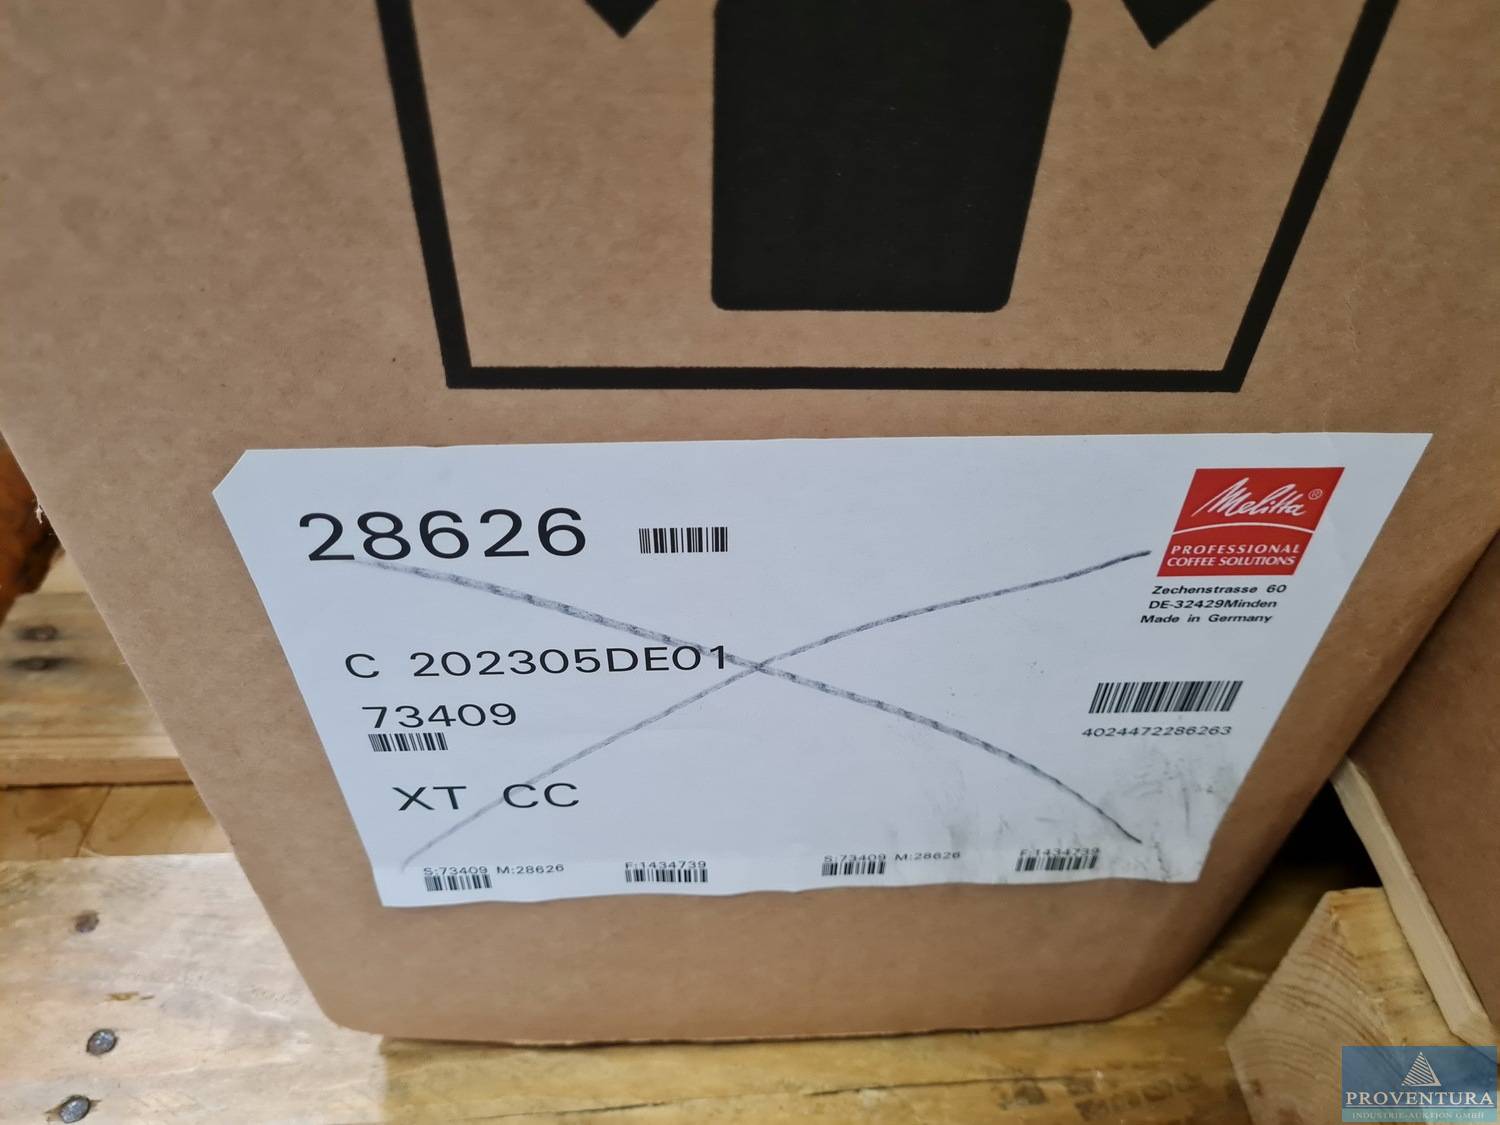 28626
Melitta®
PROFESSIONAL
COFFEE SOLUTIONS
Zechenstrasse 60
DE-32429Minden
Made in Germany
C 202305DE01
73409
4024472286263
XT CC
S:73409 M:28626 F:1434739 S:73409 M:28626 F:1434739
PROVENTURA
INDUSTRIE-AUKTION GMBH